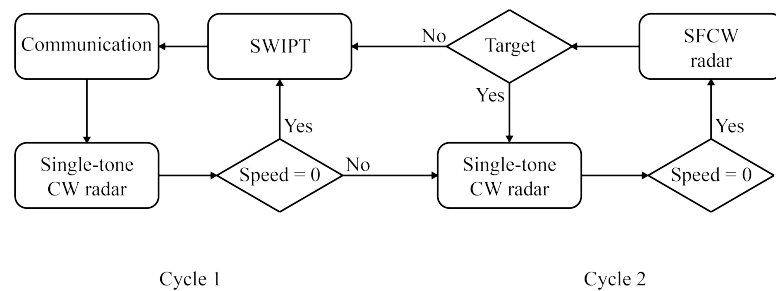 Communication
SWIPT
No
Target
SFCW
radar
Yes
Yes
Yes
Single-tone
CW radar
Speed = 0
No
Single-tone
CW radar
Speed = 0
Cycle 1
Cycle 2